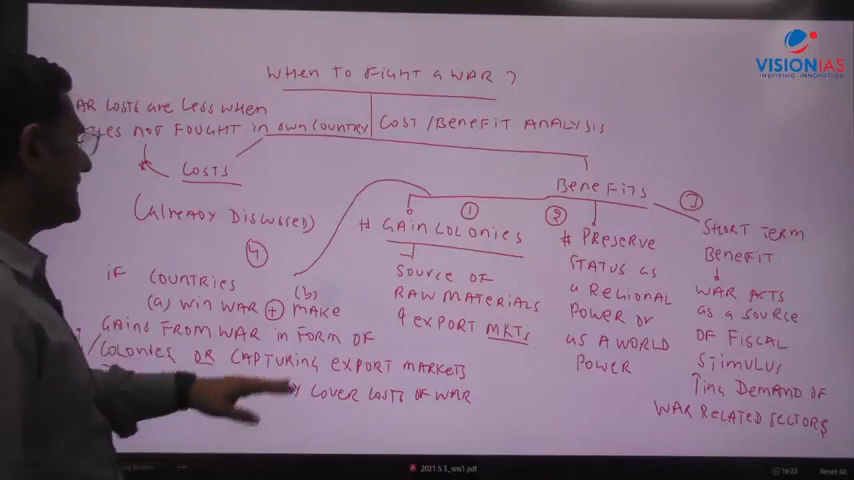 VISIONIAS
INSPIRING INNOVATION
WHEN TO FIGHT A WAR?
AR COSTS ARE LESS WHEN
NOT FOUGHT IN OWN COUNTRY
COST/BENEFIT ANALYSIS
COSTS
(ALREADY DISCUSSED)
BENEFITS
①
# GAIN COLONIES
SOURCE OF
RAW MATERIALS
& EXPORT MKTS
②
# PRESERVE
STATUS AS
A REGIONAL
POWER OR
AS A WORLD
POWER
③
SHORT TERM
BENEFIT
WAR ACTS
AS A SOURCE
OF FISCAL
STIMULUS
↑ING DEMAND OF
WAR RELATED SECTORS
④
IF COUNTRIES
(a) WIN WAR + (b) MAKE
GAINS FROM WAR IN FORM OF
COLONIES OR CAPTURING EXPORT MARKETS
COVER COSTS OF WAR
2021.5.3_ww1.pdf
16:22